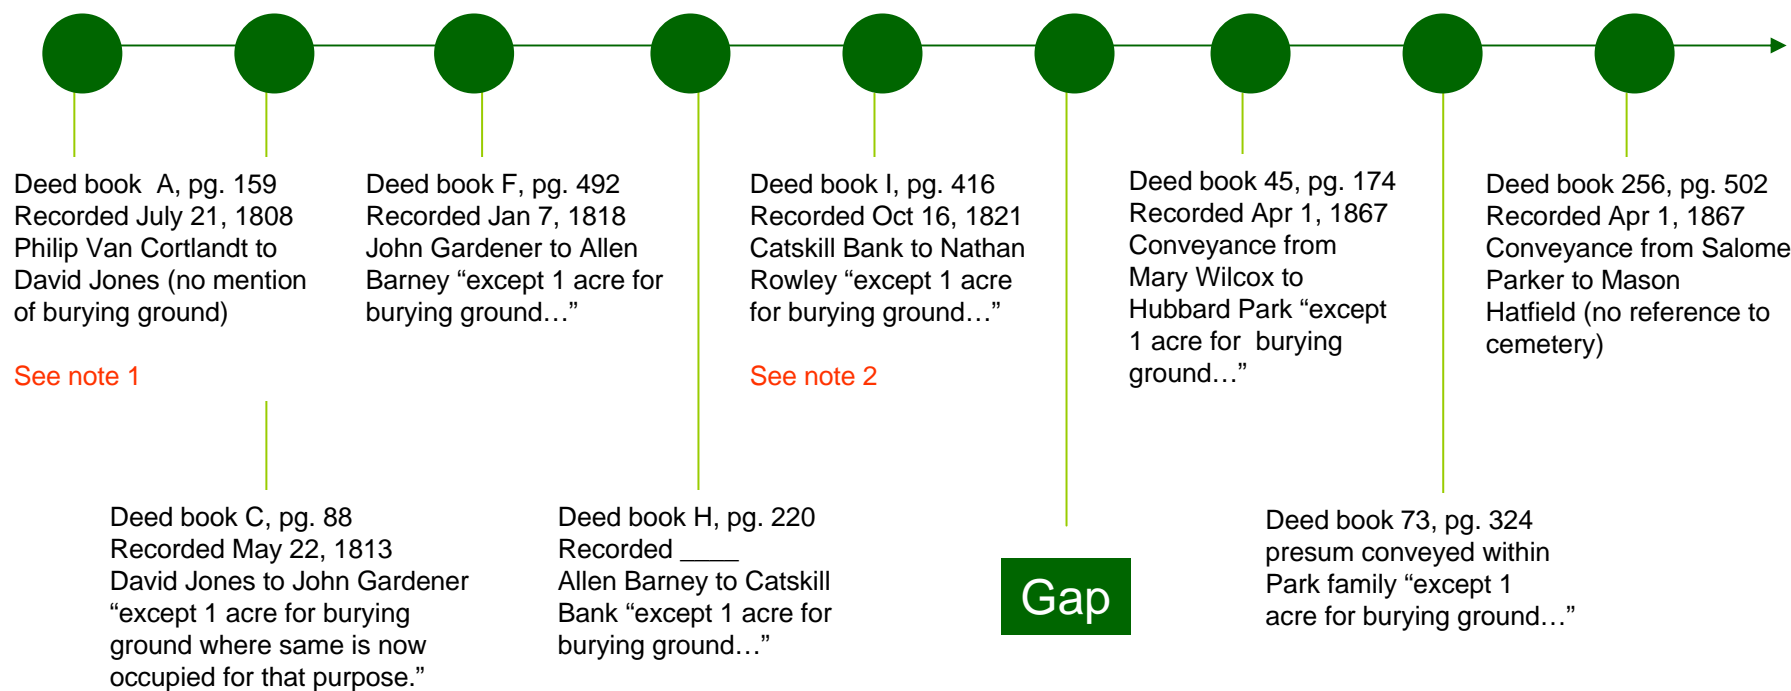 Deed book A, pg. 159
Recorded July 21, 1808
Philip Van Cortlandt to
David Jones (no mention
of burying ground)
See note 1
Deed book C, pg. 88
Recorded May 22, 1813
David Jones to John Gardener
“except 1 acre for burying
ground where same is now
occupied for that purpose.”
Deed book F, pg. 492
Recorded Jan 7, 1818
John Gardener to Allen
Barney “except 1 acre for
burying ground…”
Deed book H, pg. 220
Recorded ____
Allen Barney to Catskill
Bank “except 1 acre for
burying ground…”
Deed book I, pg. 416
Recorded Oct 16, 1821
Catskill Bank to Nathan
Rowley “except 1 acre
for burying ground…”
See note 2
Gap
Deed book 45, pg. 174
Recorded Apr 1, 1867
Conveyance from
Mary Wilcox to
Hubbard Park “except
1 acre for burying
ground…”
Deed book 73, pg. 324
presum conveyed within
Park family “except 1
acre for burying ground…”
Deed book 256, pg. 502
Recorded Apr 1, 1867
Conveyance from Salome
Parker to Mason
Hatfield (no reference to
cemetery)